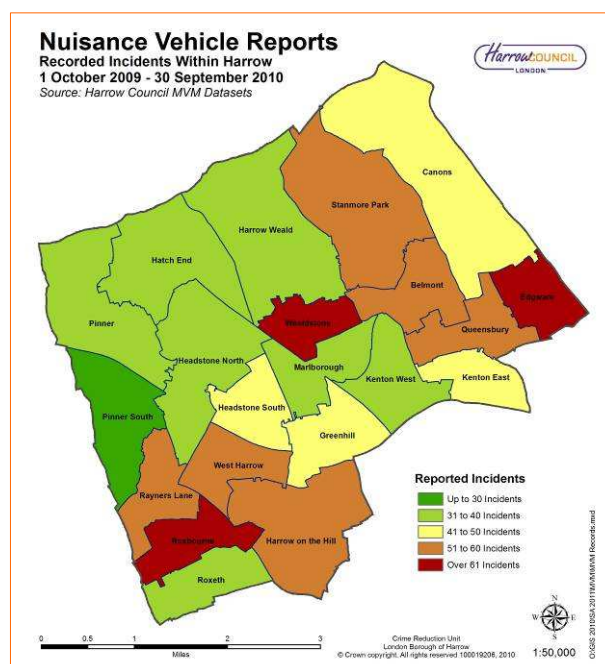 Nuisance Vehicle Reports
Recorded Incidents Within Harrow
1 October 2009 - 30 September 2010
Source: Harrow Council MVM Datasets
HarrowCOUNCIL
LONDON
Canons
Stanmore Park
Harrow Weald
Hatch End
Belmont
Edgware
Pinner
Wealdstone
Queensbury
Headstone North
Marlborough
Kenton West
Kenton East
Pinner South
Headstone South
Greenhill
West Harrow
Rayners Lane
Roxbourne
Harrow on the Hill
Roxeth
Reported Incidents
Up to 30 Incidents
31 to 40 Incidents
41 to 50 Incidents
51 to 60 Incidents
Over 61 Incidents
N
W E
S
0 0.5 1 2 3
Miles
Crime Reduction Unit
London Borough of Harrow
© Crown copyright. All rights reserved 100019206, 2010
1:50,000